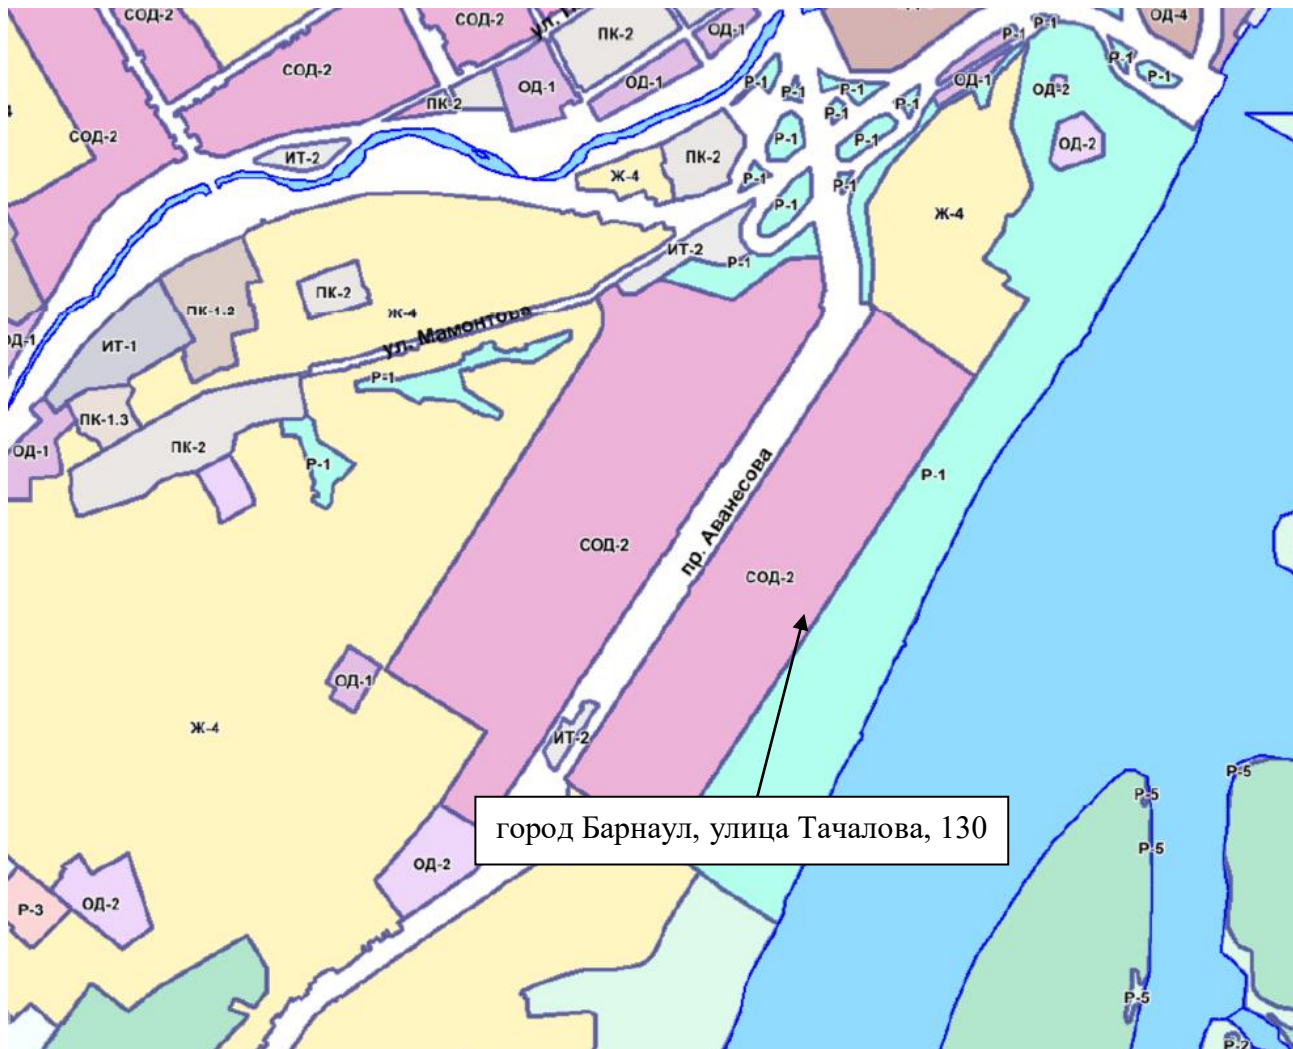 СОД-2
СОД-2
ПК-2
ОД-1
ОД-4
Р-1
Р-1
СОД-2
Р-1
Р-1
ОД-1
ОД-1
Р-1
Р-1
Р-1
ОД-1
ОД-2
ПК-2
Р-1
Р-1
СОД-2
Р-1
Р-1
ОД-2
ИТ-2
ПК-2
Ж-4
Р-1
Р-1
Р-1
Ж-4
ИТ-2
Р-1
ПК-2
ПК-1.2
Ж-4
ул. Мамонтова
ОД-1
ИТ-1
Р-1
ПК-1.3
ОД-1
ПК-2
Р-1
Р-1
пр. Аванесова
СОД-2
СОД-2
ОД-1
Ж-4
ИТ-2
Р-5
Р-5
город Барнаул, улица Тачалова, 130
Р-5
ОД-2
ОД-2
Р-3
Р-5
Р-2